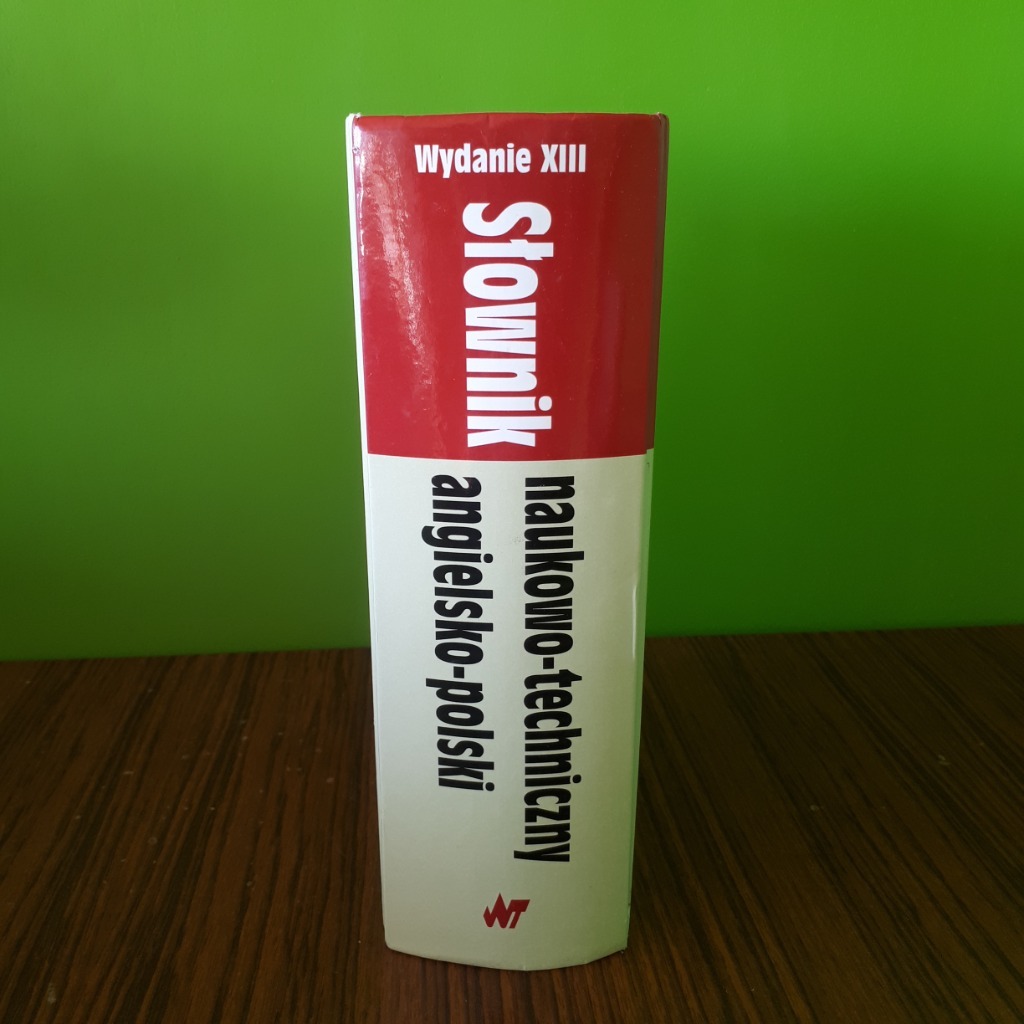 Wydanie XIII
Słownik
naukowo-techniczny
angielsko-polski
WNT